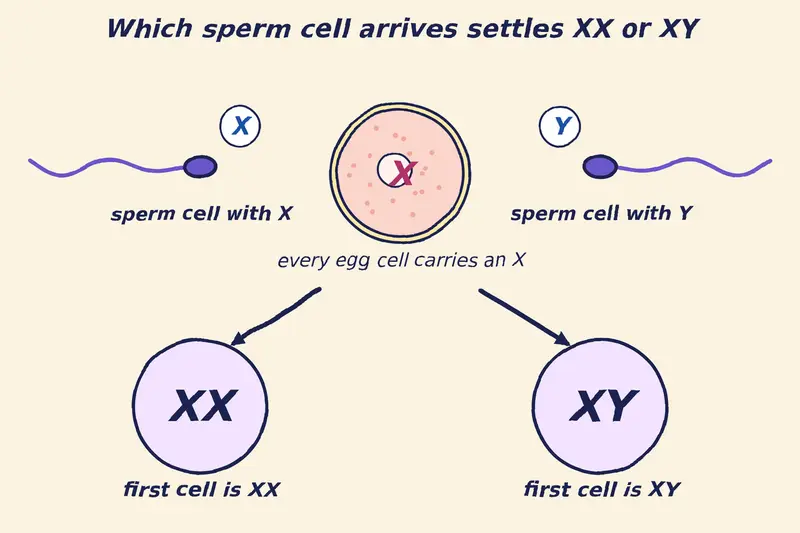 Which sperm cell arrives settles XX or XY
X
X
Y
sperm cell with X
sperm cell with Y
every egg cell carries an X
XX
XY
first cell is XX
first cell is XY